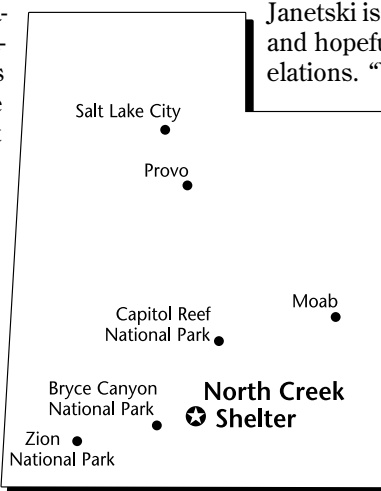 Janetski is
and hopefu
elations. “
Salt Lake City
Provo
Moab
Capitol Reef
National Park
Bryce Canyon
National Park
North Creek
Shelter
Zion
National Park